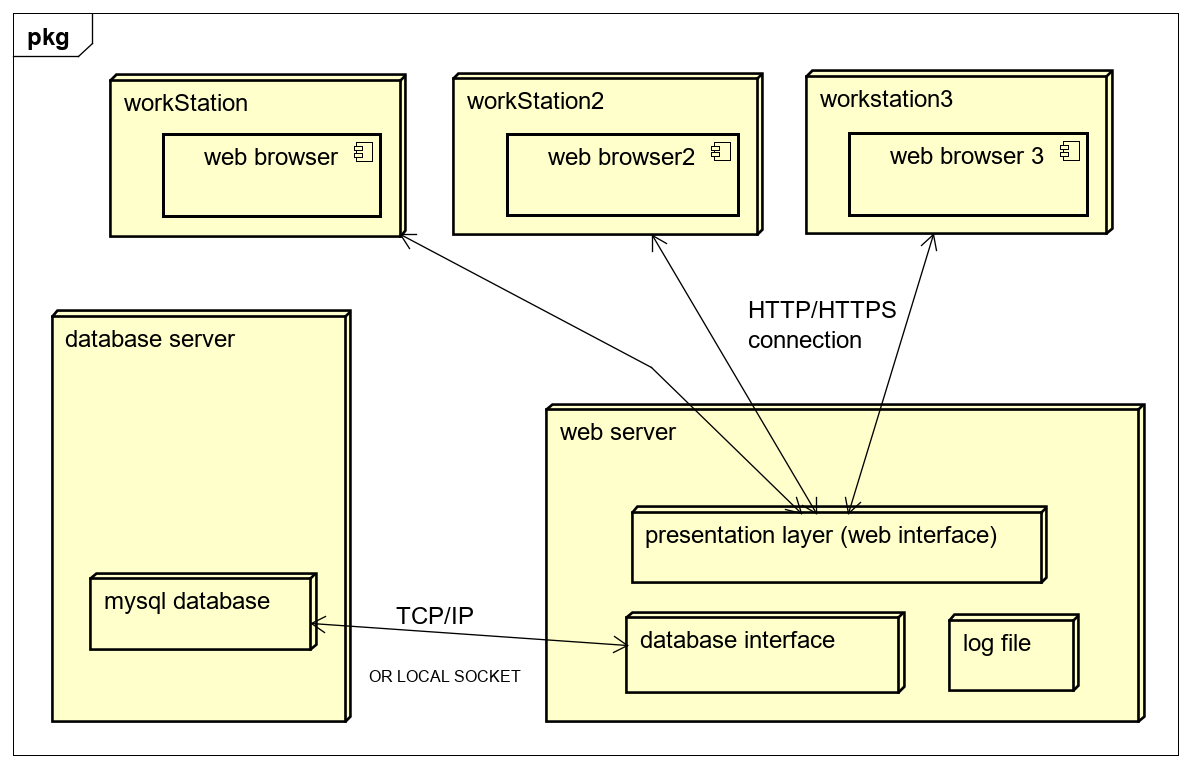 pkg
workStation
web browser
workStation2
web browser2
workstation3
web browser 3
HTTP/HTTPS
connection
database server
mysql database
TCP/IP
OR LOCAL SOCKET
web server
presentation layer (web interface)
database interface
log file